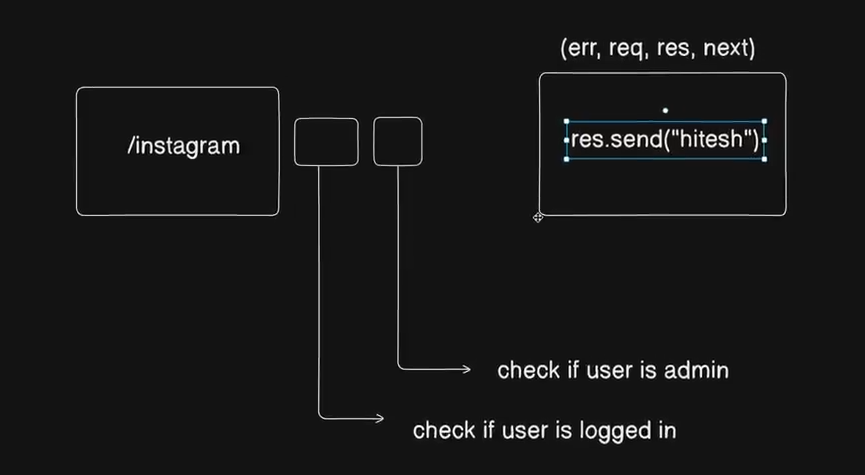 (err, req, res, next)
/instagram
res.send("hitesh")
check if user is admin
check if user is logged in